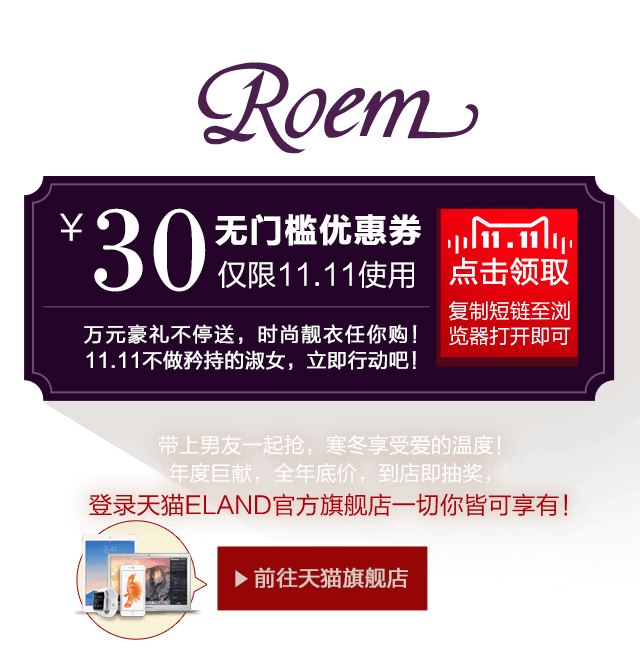 Roem
¥30
无门槛优惠券
仅限11.11使用
万元豪礼不停送，时尚靓衣任你购！
11.11不做矜持的淑女，立即行动吧！
11.11
点击领取
复制短链至浏
览器打开即可
带上男友一起抢，寒冬享受爱的温度！
年度巨献，全年底价，到店即抽奖，
登录天猫ELAND官方旗舰店一切你皆可享有！
前往天猫旗舰店